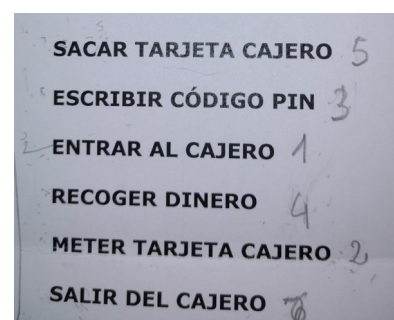 SACAR TARJETA CAJERO 5
ESCRIBIR CÓDIGO PIN 3
ENTRAR AL CAJERO 1
RECOGER DINERO 4
METER TARJETA CAJERO 2
SALIR DEL CAJERO